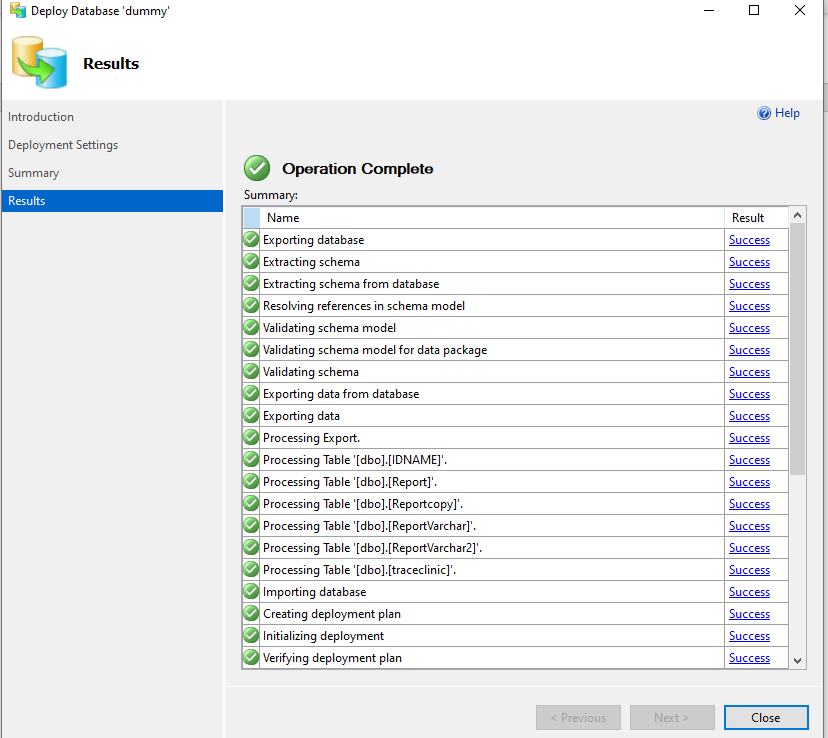 Deploy Database 'dummy'
Results
Introduction
Deployment Settings
Summary
Results
Help
Operation Complete
Summary:
Name Result
Exporting database Success
Extracting schema Success
Extracting schema from database Success
Resolving references in schema model Success
Validating schema model Success
Validating schema model for data package Success
Validating schema Success
Exporting data from database Success
Exporting data Success
Processing Export. Success
Processing Table '[dbo].[IDNAME]'. Success
Processing Table '[dbo].[Report]'. Success
Processing Table '[dbo].[Reportcopy]'. Success
Processing Table '[dbo].[ReportVarchar]'. Success
Processing Table '[dbo].[ReportVarchar2]'. Success
Processing Table '[dbo].[traceclinic]'. Success
Importing database Success
Creating deployment plan Success
Initializing deployment Success
Verifying deployment plan Success
< Previous Next > Close